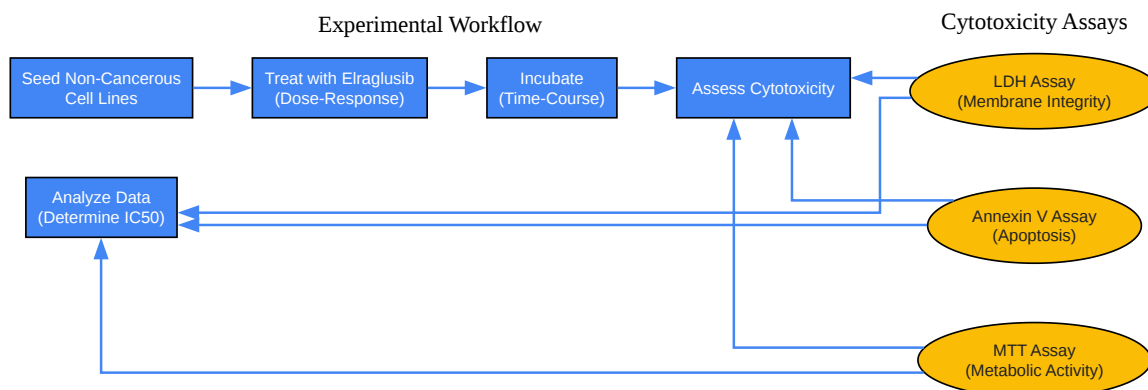 Experimental Workflow
Cytotoxicity Assays
Seed Non-Cancerous
Cell Lines
Treat with Elraglusib
(Dose-Response)
Incubate
(Time-Course)
Assess Cytotoxicity
LDH Assay
(Membrane Integrity)
Analyze Data
(Determine IC50)
Annexin V Assay
(Apoptosis)
MTT Assay
(Metabolic Activity)